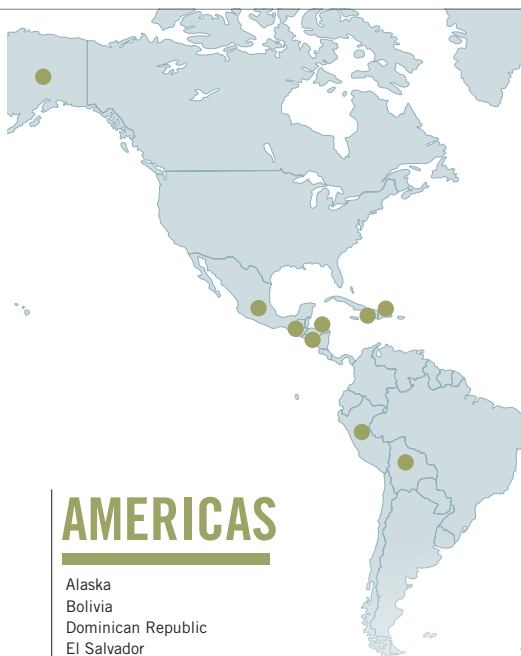 AMERICAS
Alaska
Bolivia
Dominican Republic
El Salvador